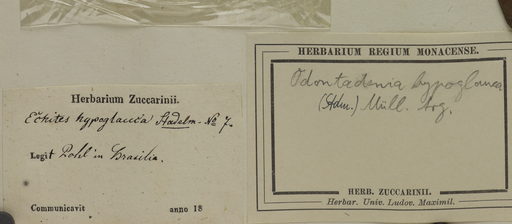 Herbarium Zuccarinii.
Echites hypoglauca Stadelm. No 7.
Legit Pohl in Brasilia.
Communicavit anno 18
HERBARIUM REGIUM MONACENSE.
Odontadenia hypoglauca
(Stdm.) Müll. Arg.
HERB. ZUCCARINII.
Herbar. Univ. Ludov. Maximil.